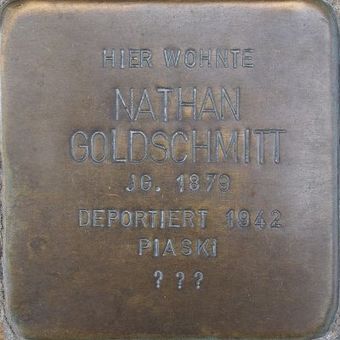 HIER WOHNTE
NATHAN
GOLDSCHMITT
JG. 1879
DEPORTIERT 1942
PIASKI
? ? ?